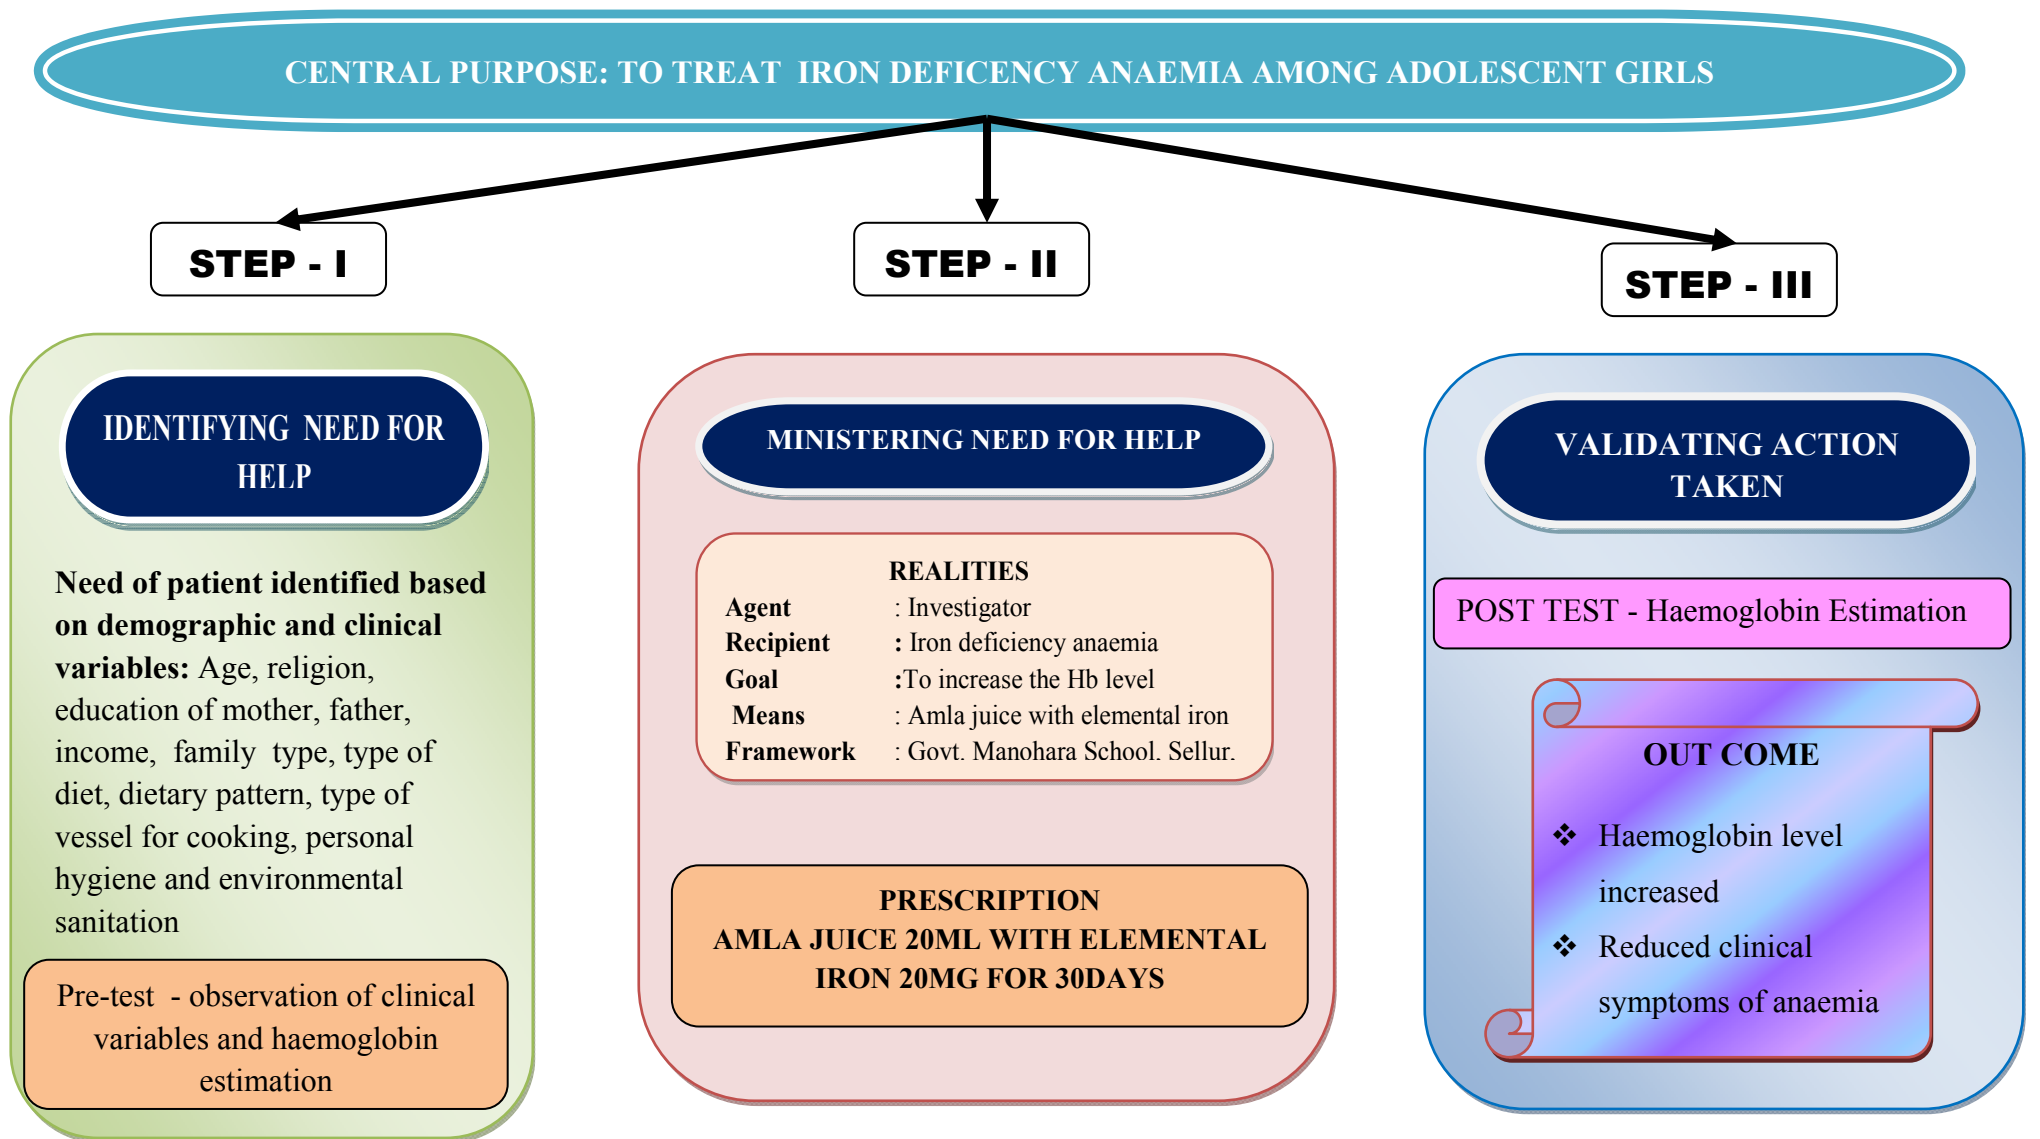 CENTRAL PURPOSE: TO TREAT IRON DEFICENCY ANAEMIA AMONG ADOLESCENT GIRLS
STEP - I
IDENTIFYING NEED FOR
HELP
Need of patient identified based
on demographic and clinical
variables: Age, religion,
education of mother, father,
income, family type, type of
diet, dietary pattern, type of
vessel for cooking, personal
hygiene and environmental
sanitation
Pre-test - observation of clinical
variables and haemoglobin
estimation
STEP - II
MINISTERING NEED FOR HELP
REALITIES
Agent : Investigator
Recipient : Iron deficiency anaemia
Goal :To increase the Hb level
Means : Amla juice with elemental iron
Framework : Govt. Manohara School. Sellur.
PRESCRIPTION
AMLA JUICE 20ML WITH ELEMENTAL
IRON 20MG FOR 30DAYS
STEP - III
VALIDATING ACTION
TAKEN
POST TEST - Haemoglobin Estimation
OUT COME
❖ Haemoglobin level
increased
❖ Reduced clinical
symptoms of anaemia